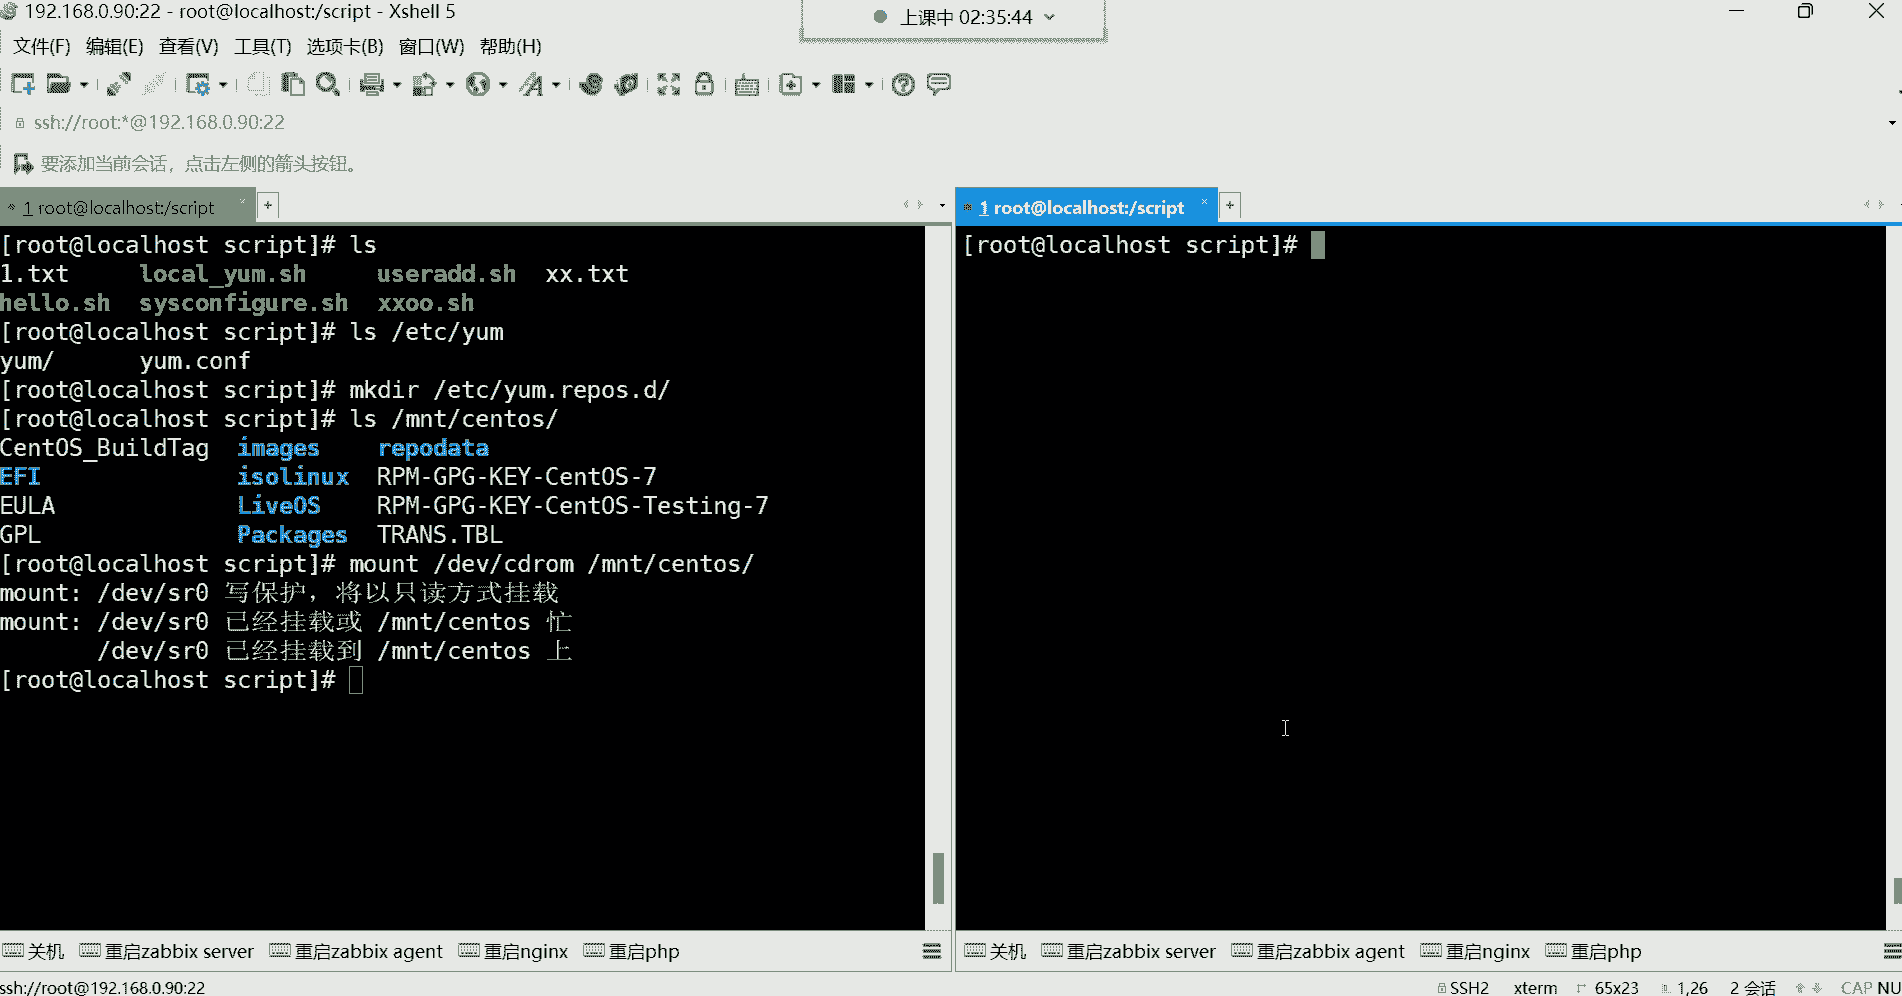 192.168.0.90:22 - root@localhost:/script - Xshell 5
上课中 02:35:44
文件(F) 编辑(E) 查看(V) 工具(T) 选项卡(B) 窗口(W) 帮助(H)
ssh://root:*@192.168.0.90:22
要添加当前会话，点击左侧的箭头按钮。
1 root@localhost:/script
[root@localhost script]# ls
1.txt local_yum.sh useradd.sh xx.txt
hello.sh sysconfigure.sh xxoo.sh
[root@localhost script]# ls /etc/yum
yum/ yum.conf
[root@localhost script]# mkdir /etc/yum.repos.d/
[root@localhost script]# ls /mnt/centos/
CentOS_BuildTag images repodata
EFI isolinux RPM-GPG-KEY-CentOS-7
EULA LiveOS RPM-GPG-KEY-CentOS-Testing-7
GPL Packages TRANS.TBL
[root@localhost script]# mount /dev/cdrom /mnt/centos/
mount: /dev/sr0 写保护，将以只读方式挂载
mount: /dev/sr0 已经挂载或 /mnt/centos 忙
/dev/sr0 已经挂载到 /mnt/centos 上
[root@localhost script]#
1 root@localhost:/script
[root@localhost script]#
关机 重启zabbix server 重启zabbix agent 重启nginx 重启php
关机 重启zabbix server 重启zabbix agent 重启nginx 重启php
ssh://root@192.168.0.90:22
SSH2 xterm 65x23 1,26 2 会话 CAP NU